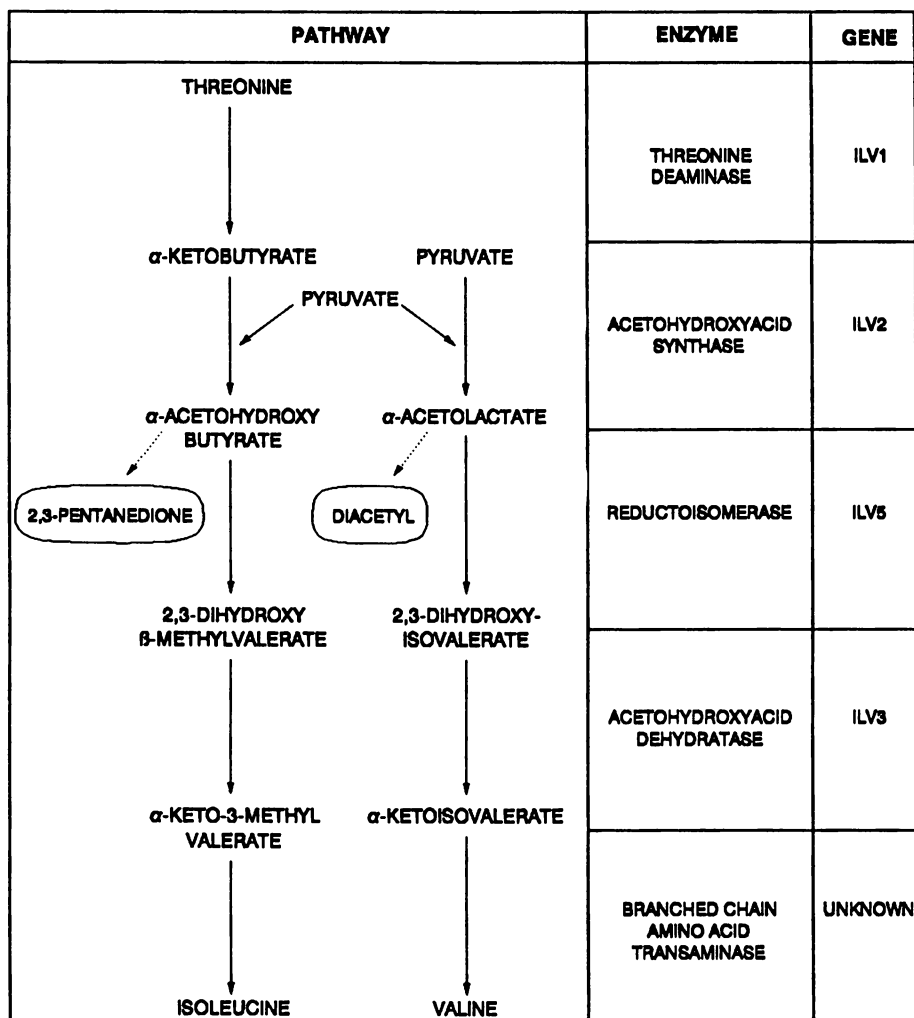 PATHWAY
ENZYME
GENE
THREONINE
THREONINE
DEAMINASE
ILV1
α-KETOBUTYRATE
PYRUVATE
PYRUVATE
ACETOHYDROXYACID
SYNTHASE
ILV2
α-ACETOHYDROXY
BUTYRATE
α-ACETOLACTATE
2,3-PENTANEDIONE
DIACETYL
REDUCTOISOMERASE
ILV5
2,3-DIHYDROXY
ß-METHYLVALERATE
2,3-DIHYDROXY-
ISOVALERATE
ACETOHYDROXYACID
DEHYDRATASE
ILV3
α-KETO-3-METHYL
VALERATE
α-KETOISOVALERATE
BRANCHED CHAIN
AMINO ACID
TRANSAMINASE
UNKNOWN
ISOLEUCINE
VALINE